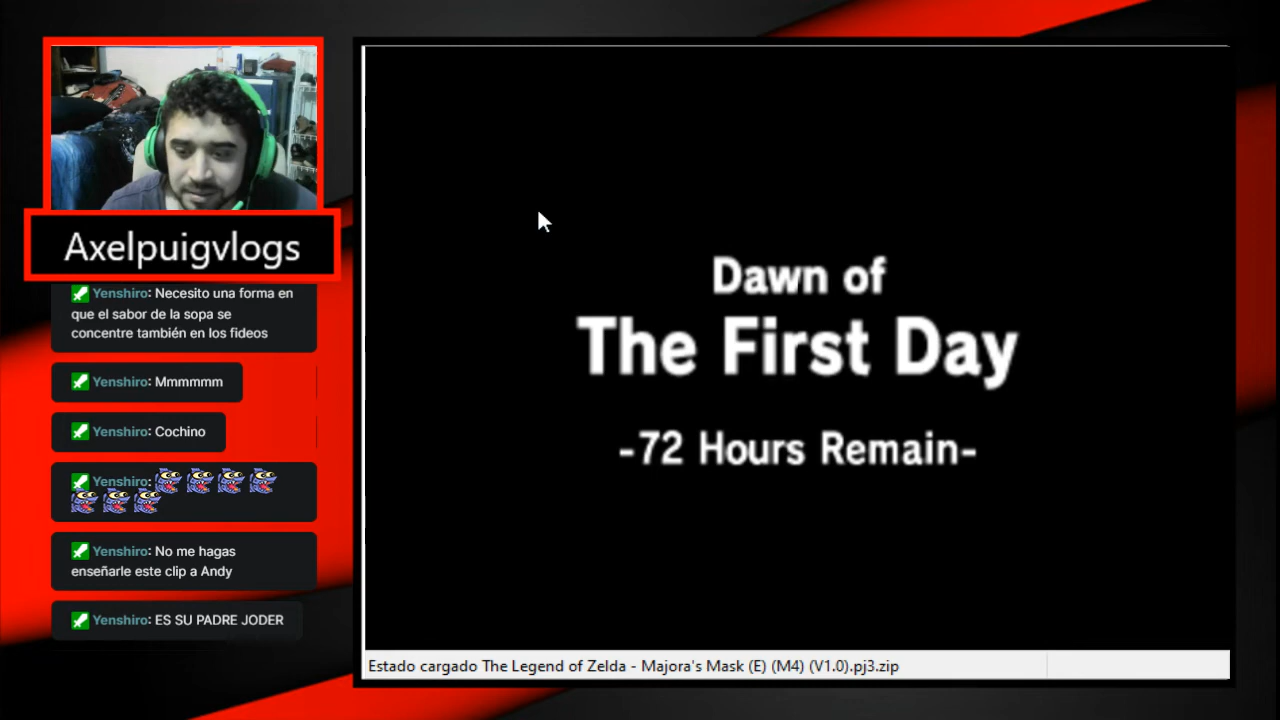 Axelpuigvlogs
Yenshiro: Necesito una forma en
que el sabor de la sopa se
concentre también en los fideos
Yenshiro: Mmmmmm
Yenshiro: Cochino
Yenshiro:
Yenshiro: No me hagas
enseñarle este clip a Andy
Yenshiro: ES SU PADRE JODER
Dawn of
The First Day
-72 Hours Remain-
Estado cargado The Legend of Zelda - Majora's Mask (E) (M4) (V1.0).pj3.zip